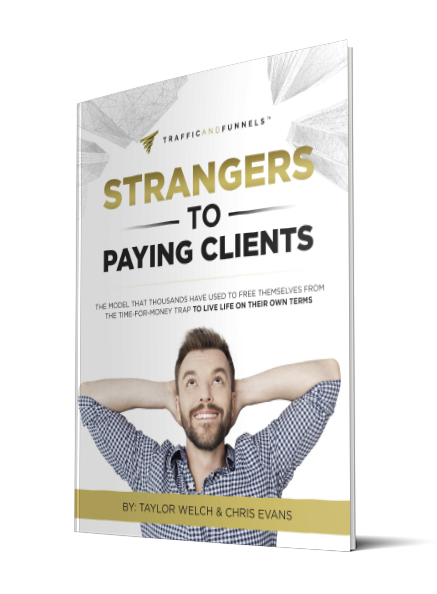 TRAFFICANDFUNNELS™
STRANGERS
TO
PAYING CLIENTS
THE MODEL THAT THOUSANDS HAVE USED TO FREE THEMSELVES FROM
THE TIME-FOR-MONEY TRAP TO LIVE LIFE ON THEIR OWN TERMS
BY: TAYLOR WELCH & CHRIS EVANS